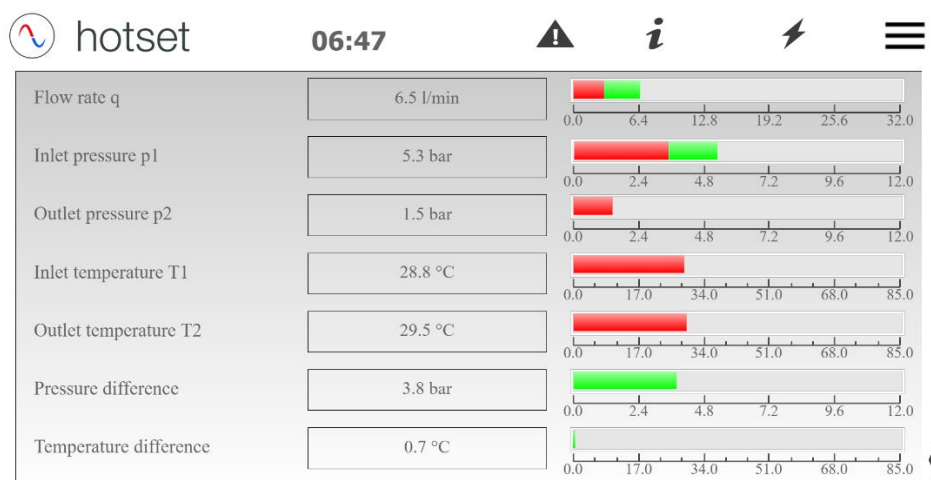 hotset 06:47
Flow rate q 6.5 l/min
0.0 6.4 12.8 19.2 25.6 32.0
Inlet pressure p1 5.3 bar
0.0 2.4 4.8 7.2 9.6 12.0
Outlet pressure p2 1.5 bar
0.0 2.4 4.8 7.2 9.6 12.0
Inlet temperature T1 28.8 °C
0.0 17.0 34.0 51.0 68.0 85.0
Outlet temperature T2 29.5 °C
0.0 17.0 34.0 51.0 68.0 85.0
Pressure difference 3.8 bar
0.0 2.4 4.8 7.2 9.6 12.0
Temperature difference 0.7 °C
0.0 17.0 34.0 51.0 68.0 85.0